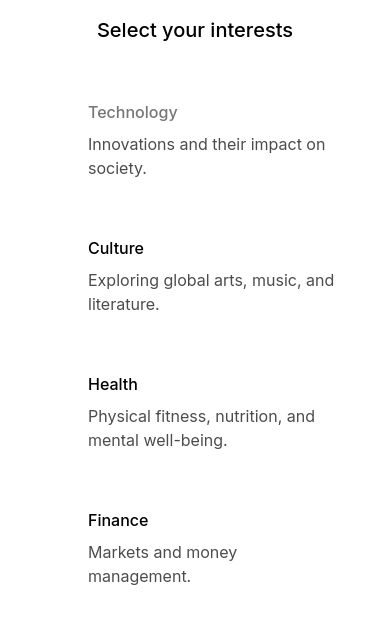 Select your interests
Technology
Innovations and their impact on
society.
Culture
Exploring global arts, music, and
literature.
Health
Physical fitness, nutrition, and
mental well-being.
Finance
Markets and money
management.